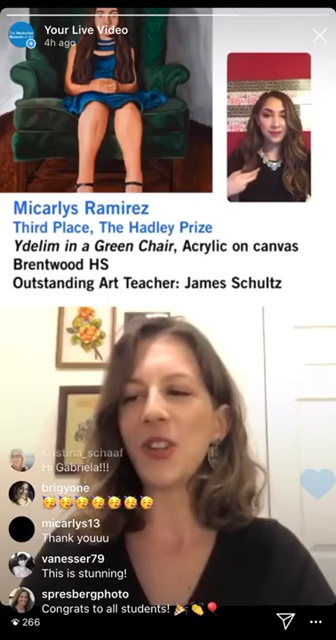 Your Live Video
4h ago
Micarlys Ramirez
Third Place, The Hadley Prize
Ydelim in a Green Chair, Acrylic on canvas
Brentwood HS
Outstanding Art Teacher: James Schultz
kristina_schaaf
Hi Gabriela!!!
brigyone
🥳🥳🥳🥳🥳🥳🥳
micarlys13
Thank youuu
vanesser79
This is stunning!
spresbergphoto
Congrats to all students! 🎉👏🎈
266